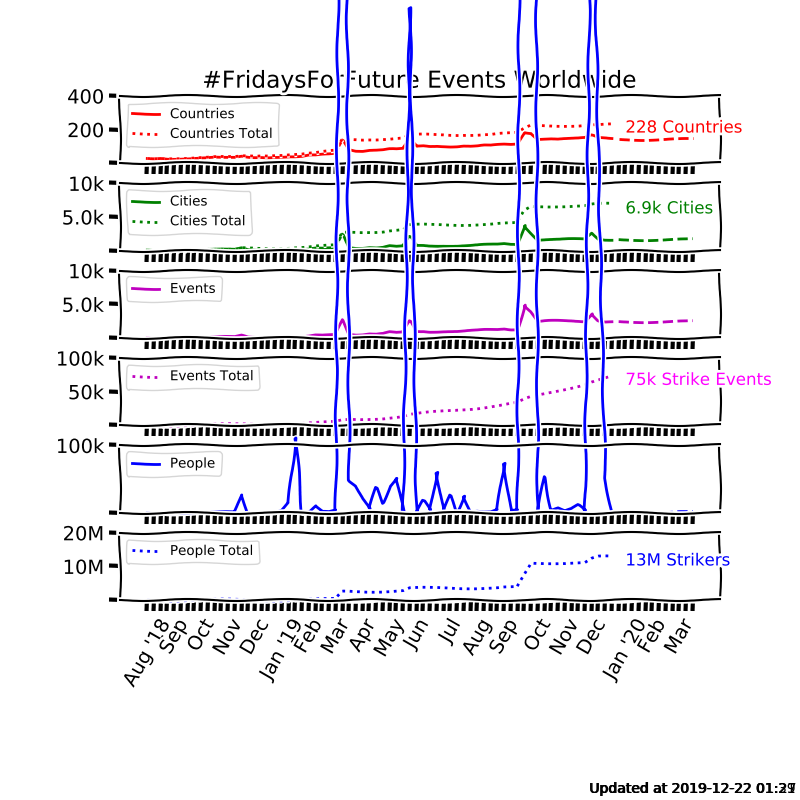 #FridaysForFuture Events Worldwide
400
200
Countries
Countries Total
228 Countries
10k
5.0k
Cities
Cities Total
6.9k Cities
10k
5.0k
Events
100k
50k
Events Total
75k Strike Events
100k
People
20M
10M
People Total
13M Strikers
Aug '18
Sep
Oct
Nov
Dec
Jan '19
Feb
Mar
Apr
May
Jun
Jul
Aug
Sep
Oct
Nov
Dec
Jan '20
Feb
Mar
Updated at 2019-12-22